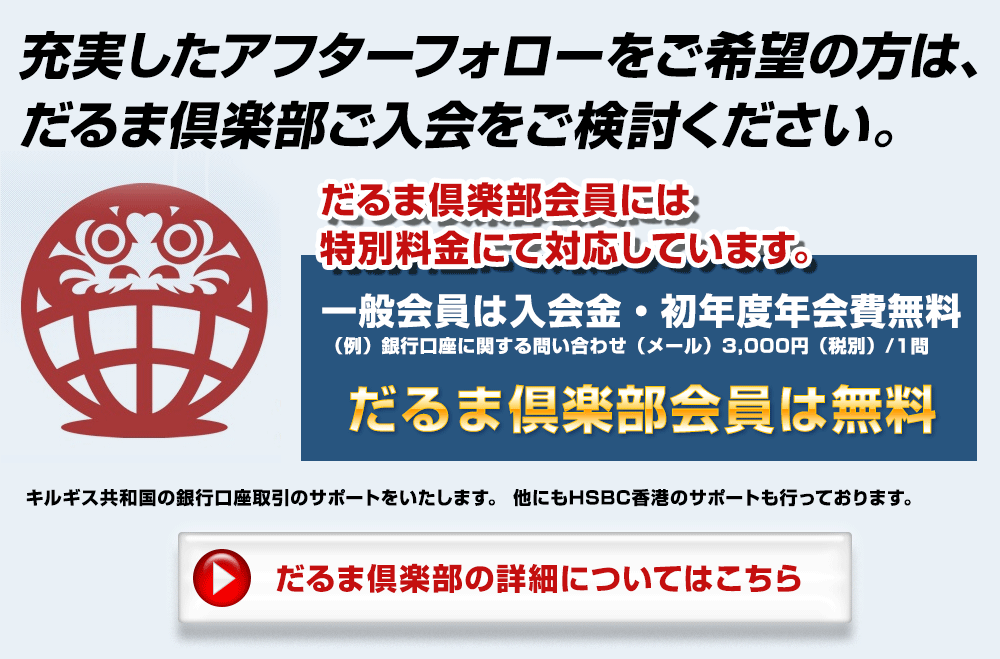 充実したアフターフォローをご希望の方は、
だるま倶楽部ご入会をご検討ください。
だるま倶楽部会員には
特別料金にて対応しています。
一般会員は入会金・初年度年会費無料
（例）銀行口座に関する問い合わせ（メール）3,000円（税別）/1問
だるま倶楽部会員は無料
キルギス共和国の銀行口座取引のサポートをいたします。 他にもHSBC香港のサポートも行っております。
だるま倶楽部の詳細についてはこちら